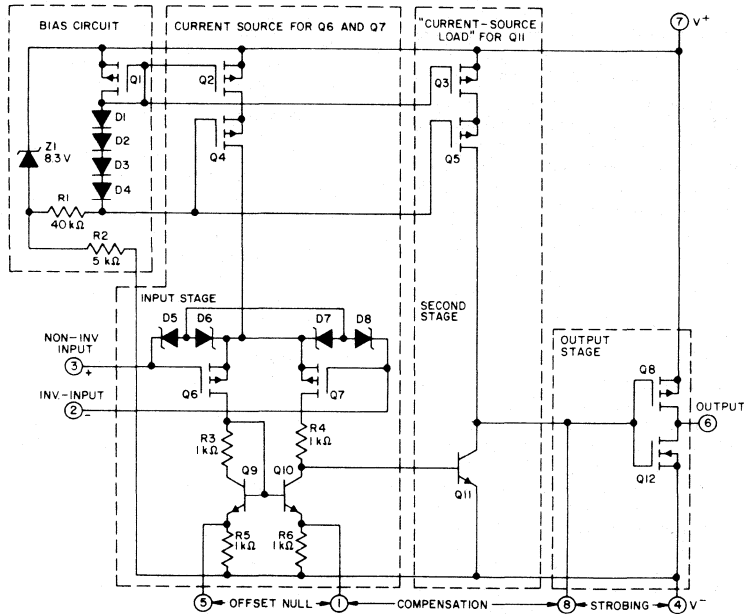 BIAS CIRCUIT
CURRENT SOURCE FOR Q6 AND Q7
"CURRENT-SOURCE
LOAD" FOR Q11
7 V+
Q1
Q2
Q3
D1
D2
D3
D4
Z1
8.3 V
Q4
Q5
R1
40 kΩ
R2
5 kΩ
INPUT STAGE
D5 D6
D7 D8
SECOND
STAGE
OUTPUT
STAGE
NON-INV
INPUT
3 +
Q6
Q7
Q8
INV.-INPUT
2 -
OUTPUT
6
R3
1 kΩ
R4
1 kΩ
Q9 Q10
Q11
Q12
R5
1 kΩ
R6
1 kΩ
5 OFFSET NULL 1 COMPENSATION 8 STROBING 4 V-